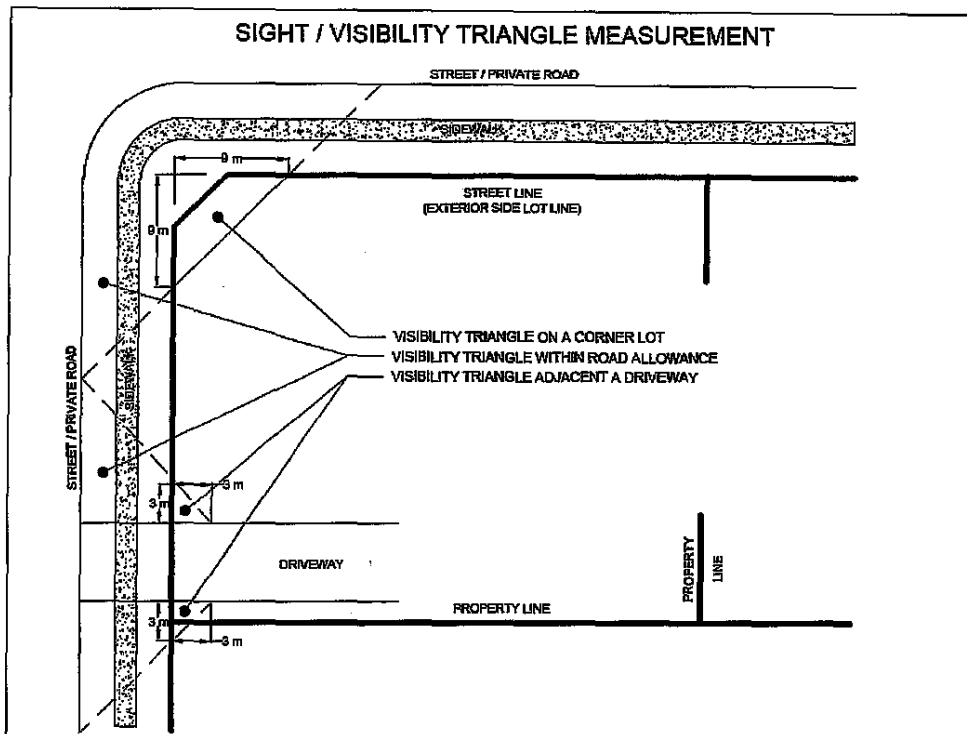 SIGHT / VISIBILITY TRIANGLE MEASUREMENT
STREET / PRIVATE ROAD
SIDEWALK
9 m
STREET LINE
(EXTERIOR SIDE LOT LINE)
9 m
VISIBILITY TRIANGLE ON A CORNER LOT
VISIBILITY TRIANGLE WITHIN ROAD ALLOWANCE
VISIBILITY TRIANGLE ADJACENT A DRIVEWAY
STREET / PRIVATE ROAD
SIDEWALK
3 m
3 m
DRIVEWAY
PROPERTY
LINE
PROPERTY LINE
3 m
3 m